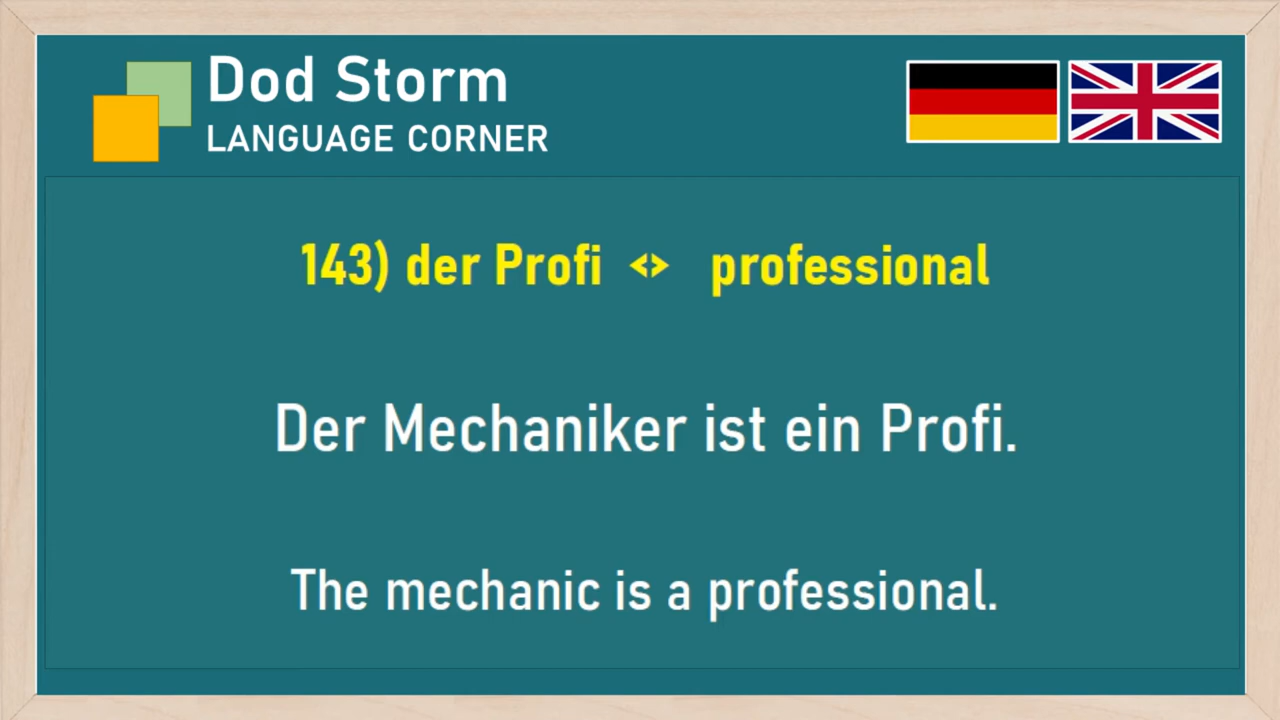 Dod Storm
LANGUAGE CORNER
143) der Profi <> professional
Der Mechaniker ist ein Profi.
The mechanic is a professional.